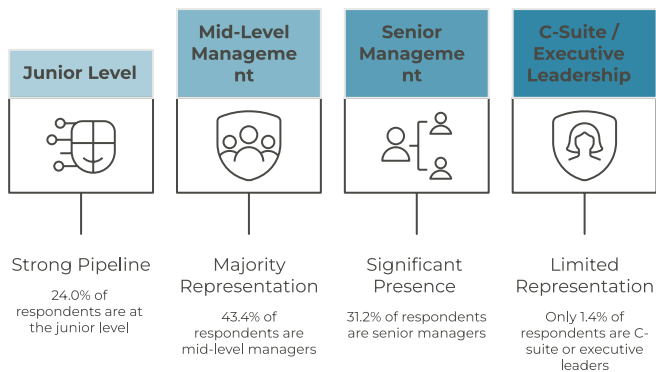 Junior Level
Mid-Level
Manageme
nt
Senior
Manageme
nt
C-Suite /
Executive
Leadership
Strong Pipeline
24.0% of
respondents are at
the junior level
Majority
Representation
43.4% of
respondents are
mid-level managers
Significant
Presence
31.2% of respondents
are senior managers
Limited
Representation
Only 1.4% of
respondents are C-
suite or executive
leaders